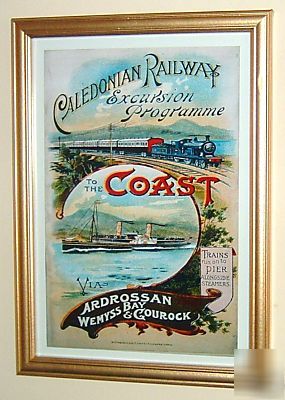 CALEDONIAN RAILWAY
Excursion
Programme
TO
THE COAST
TRAINS
RUN ON TO
PIER
ALONGSIDE
STEAMERS
VIA
ARDROSSAN
WEMYSS BAY
& GOUROCK